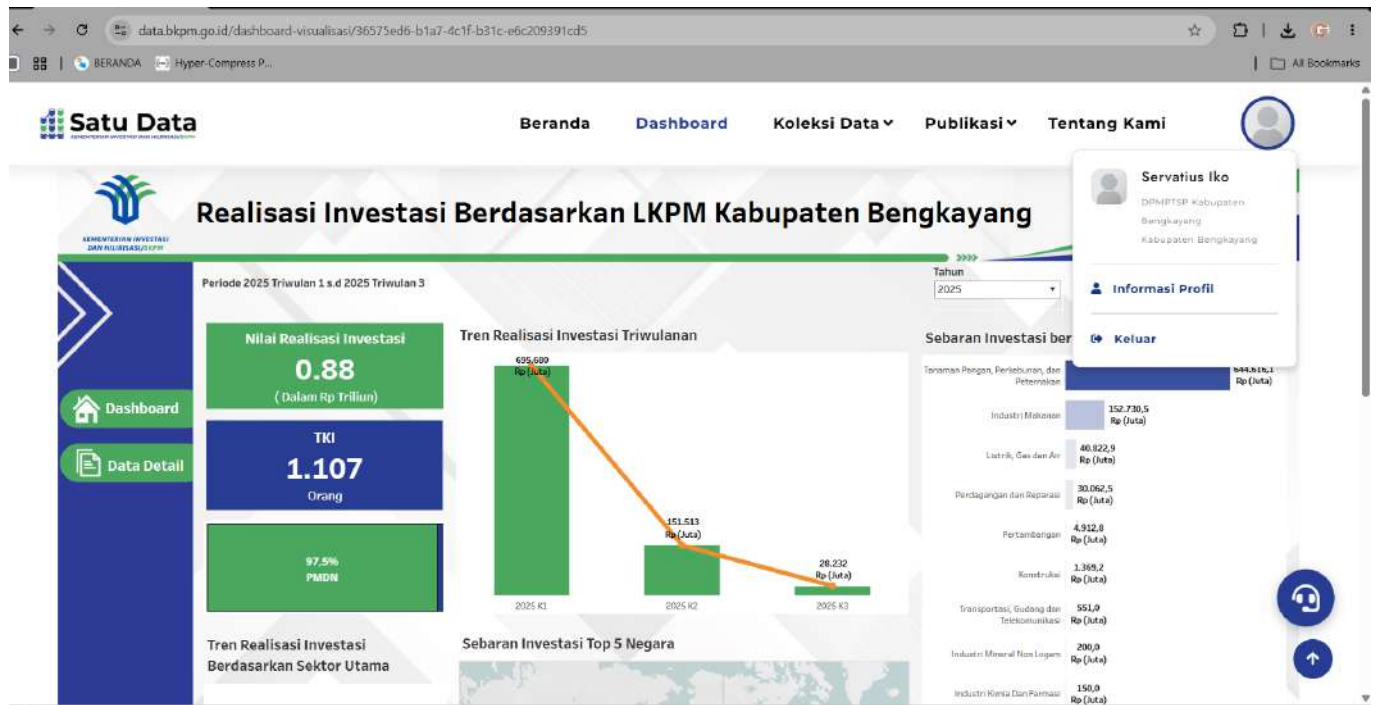 data.bkpm.go.id/dashboard-visualisasi/36575ed6-b1a7-4c1f-b31c-e6c209391cd5
BERANDA
Hyper-Compress P...
All Bookmarks
Satu Data
Beranda
Dashboard
Koleksi Data
Publikasi
Tentang Kami
Servatius Iko
DPMPTSP Kabupaten
Bengkayang
Kabupaten Bengkayang
Informasi Profil
Keluar
KEMENTERIAN INVESTASI
DAN HILIRISASI/BKPM
Realisasi Investasi Berdasarkan LKPM Kabupaten Bengkayang
Periode 2025 Triwulan 1 s.d 2025 Triwulan 3
Tahun
2025
Dashboard
Data Detail
Nilai Realisasi Investasi
0.88
( Dalam Rp Triliun)
TKI
1.107
Orang
97,5%
PMDN
Tren Realisasi Investasi
Berdasarkan Sektor Utama
Tren Realisasi Investasi Triwulanan
695.680
Rp (Juta)
151.513
Rp (Juta)
28.232
Rp (Juta)
2025 K1
2025 K2
2025 K3
Sebaran Investasi Top 5 Negara
Sebaran Investasi ber
Tanaman Pangan, Perkebunan, dan
Peternakan
644.616,1
Rp (Juta)
Industri Makanan
152.730,5
Rp (Juta)
Listrik, Gas dan Air
40.822,9
Rp (Juta)
Perdagangan dan Reparasi
30.062,5
Rp (Juta)
Pertambangan
4.912,8
Rp (Juta)
Konstruksi
1.369,2
Rp (Juta)
Transportasi, Gudang dan
Telekomunikasi
551,0
Rp (Juta)
Industri Mineral Non Logam
200,0
Rp (Juta)
Industri Kimia Dan Farmasi
150,0
Rp (Juta)